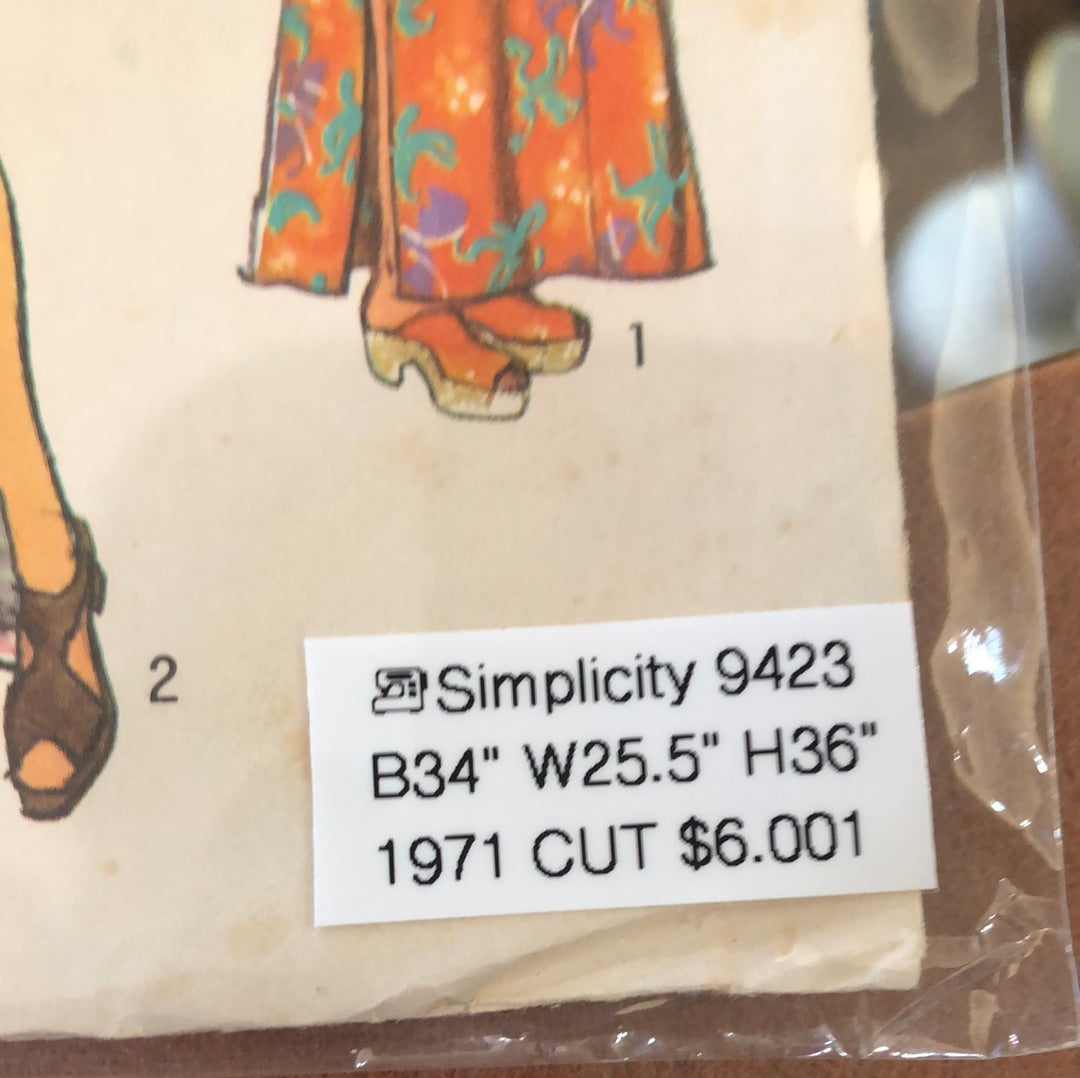 1
2
Simplicity 9423
B34" W25.5" H36"
1971 CUT $6.001